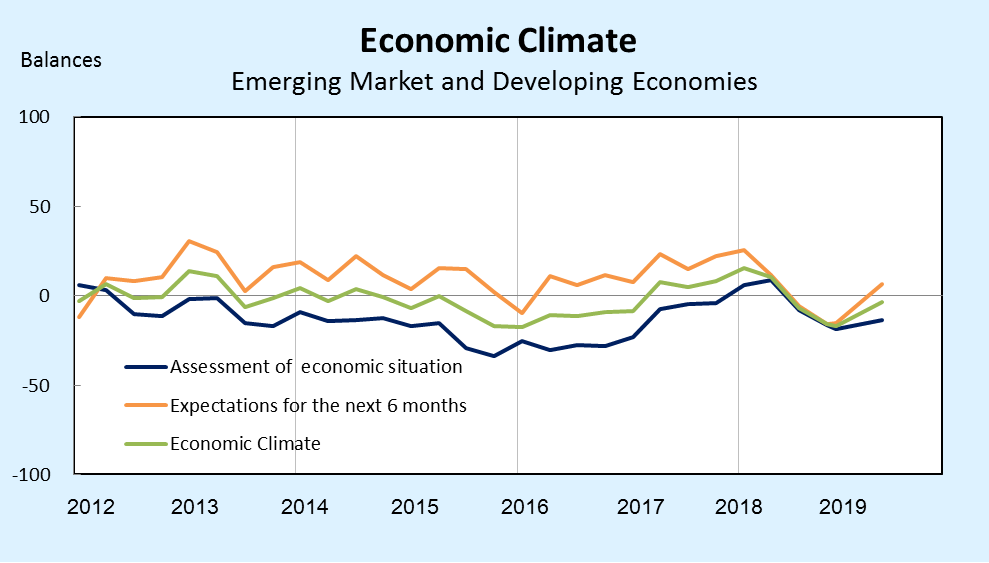 Economic Climate
Balances
Emerging Market and Developing Economies
100
50
0
-50
-100
Assessment of economic situation
Expectations for the next 6 months
Economic Climate
2012 2013 2014 2015 2016 2017 2018 2019